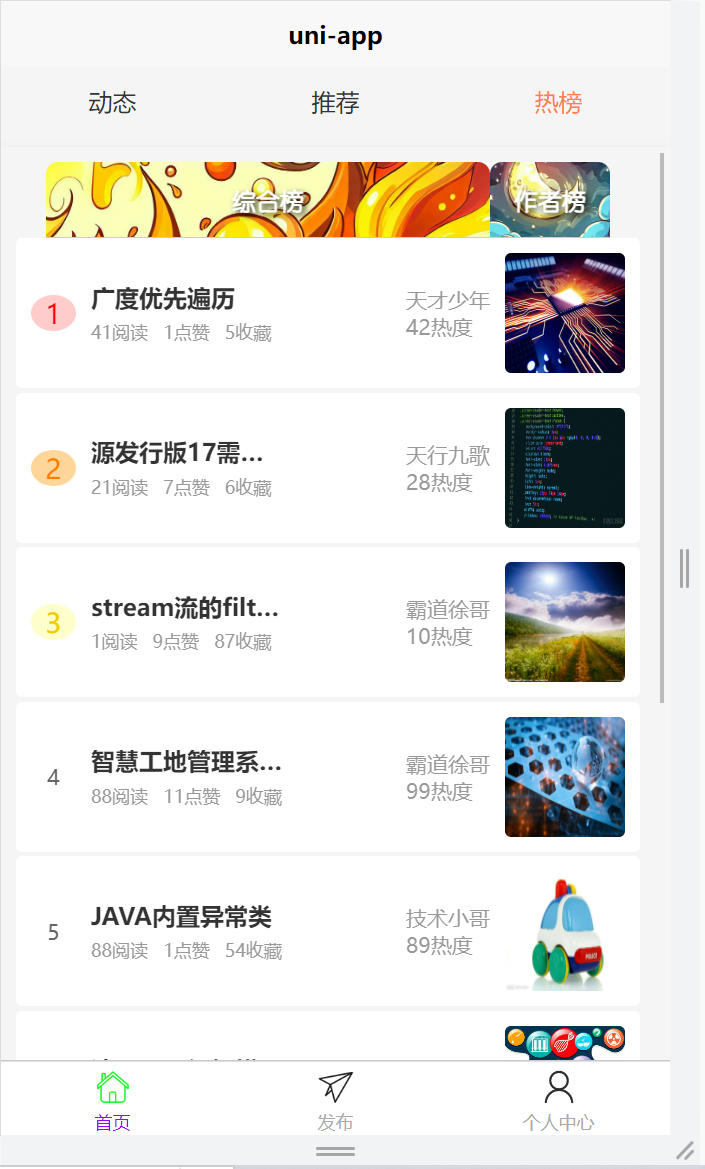 uni-app
动态 推荐 热榜
综合榜 作者榜
1
广度优先遍历
41阅读 1点赞 5收藏
天才少年
42热度
2
源发行版17需...
21阅读 7点赞 6收藏
天行九歌
28热度
3
stream流的filt...
1阅读 9点赞 87收藏
霸道徐哥
10热度
4
智慧工地管理系...
88阅读 11点赞 9收藏
霸道徐哥
99热度
5
JAVA内置异常类
88阅读 1点赞 54收藏
技术小哥
89热度
POLICE
首页 发布 个人中心